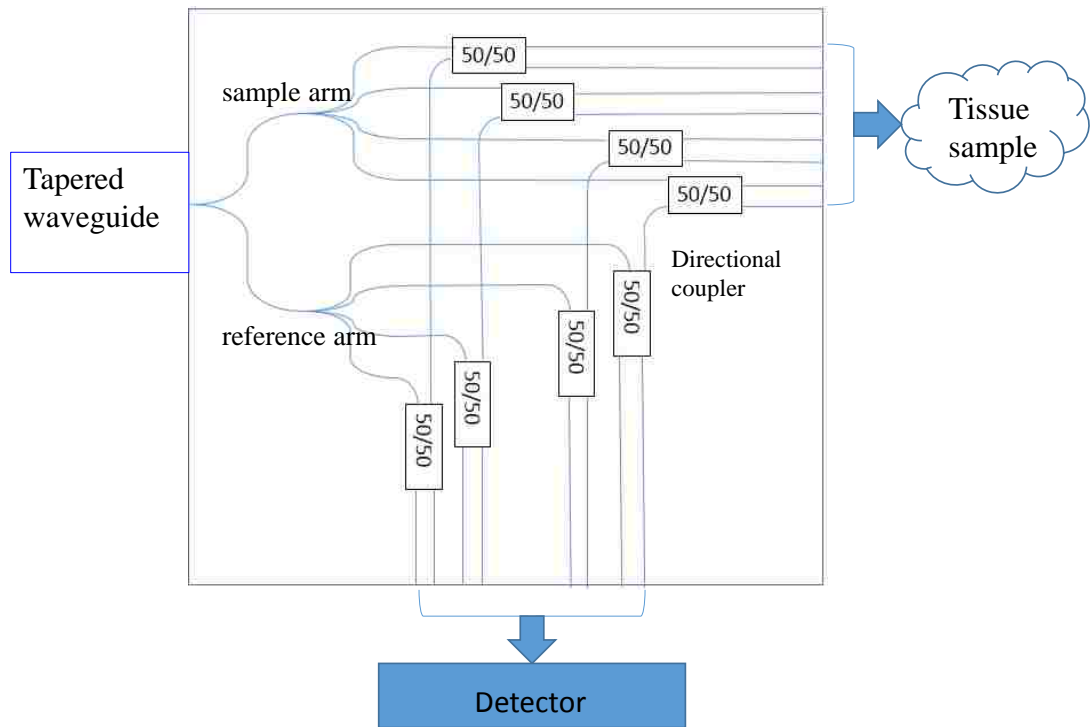 50/50
sample arm
50/50
Tissue
sample
50/50
Tapered
waveguide
50/50
Directional
coupler
reference arm
50/50
50/50
50/50
50/50
Detector